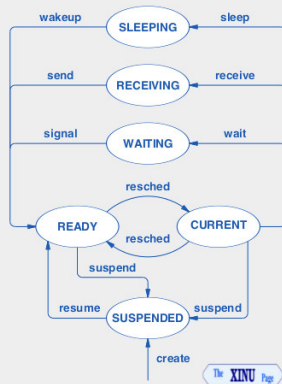 wakeup SLEEPING sleep
send RECEIVING receive
signal WAITING wait
resched
READY CURRENT
resched
suspend
resume SUSPENDED suspend
create
The XINU Page